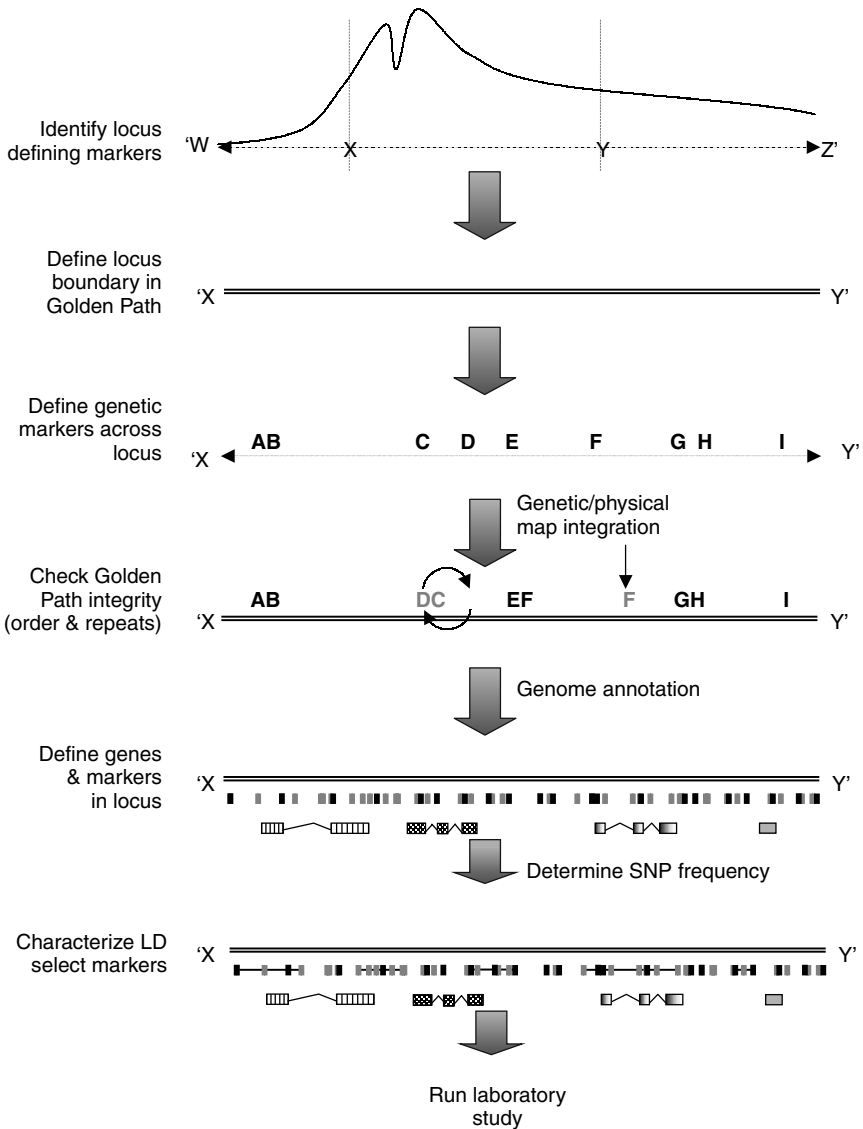 Identify locus
defining markers
‘W X Y Z’
Define locus
boundary in
Golden Path
‘X Y’
Define genetic
markers across
locus
AB C D E F G H I
‘X Y’
Genetic/physical
map integration
Check Golden
Path integrity
(order & repeats)
AB DC EF F GH I
‘X Y’
Genome annotation
Define genes
& markers
in locus
‘X Y’
Determine SNP frequency
Characterize LD
select markers
‘X Y’
Run laboratory
study